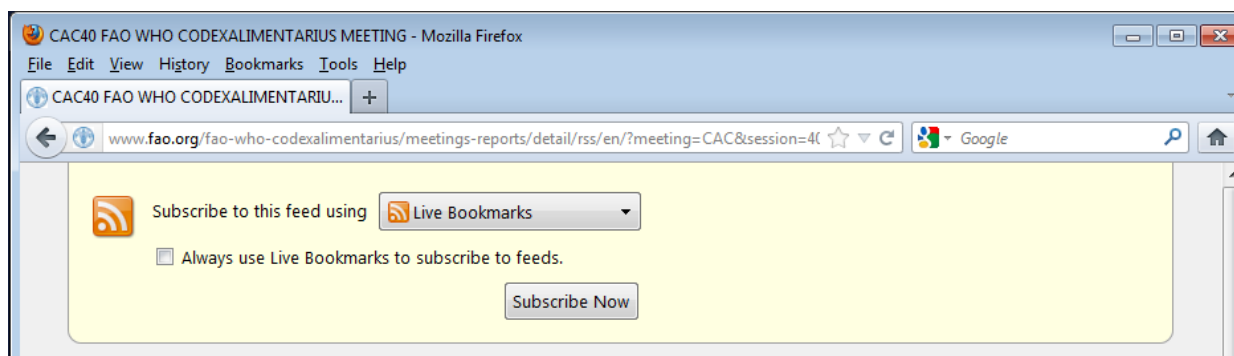 CAC40 FAO WHO CODEXALIMENTARIUS MEETING - Mozilla Firefox
File Edit View History Bookmarks Tools Help
CAC40 FAO WHO CODEXALIMENTARIU...
www.fao.org/fao-who-codexalimentarius/meetings-reports/detail/rss/en/?meeting=CAC&session=4( Google
Subscribe to this feed using Live Bookmarks
Always use Live Bookmarks to subscribe to feeds.
Subscribe Now